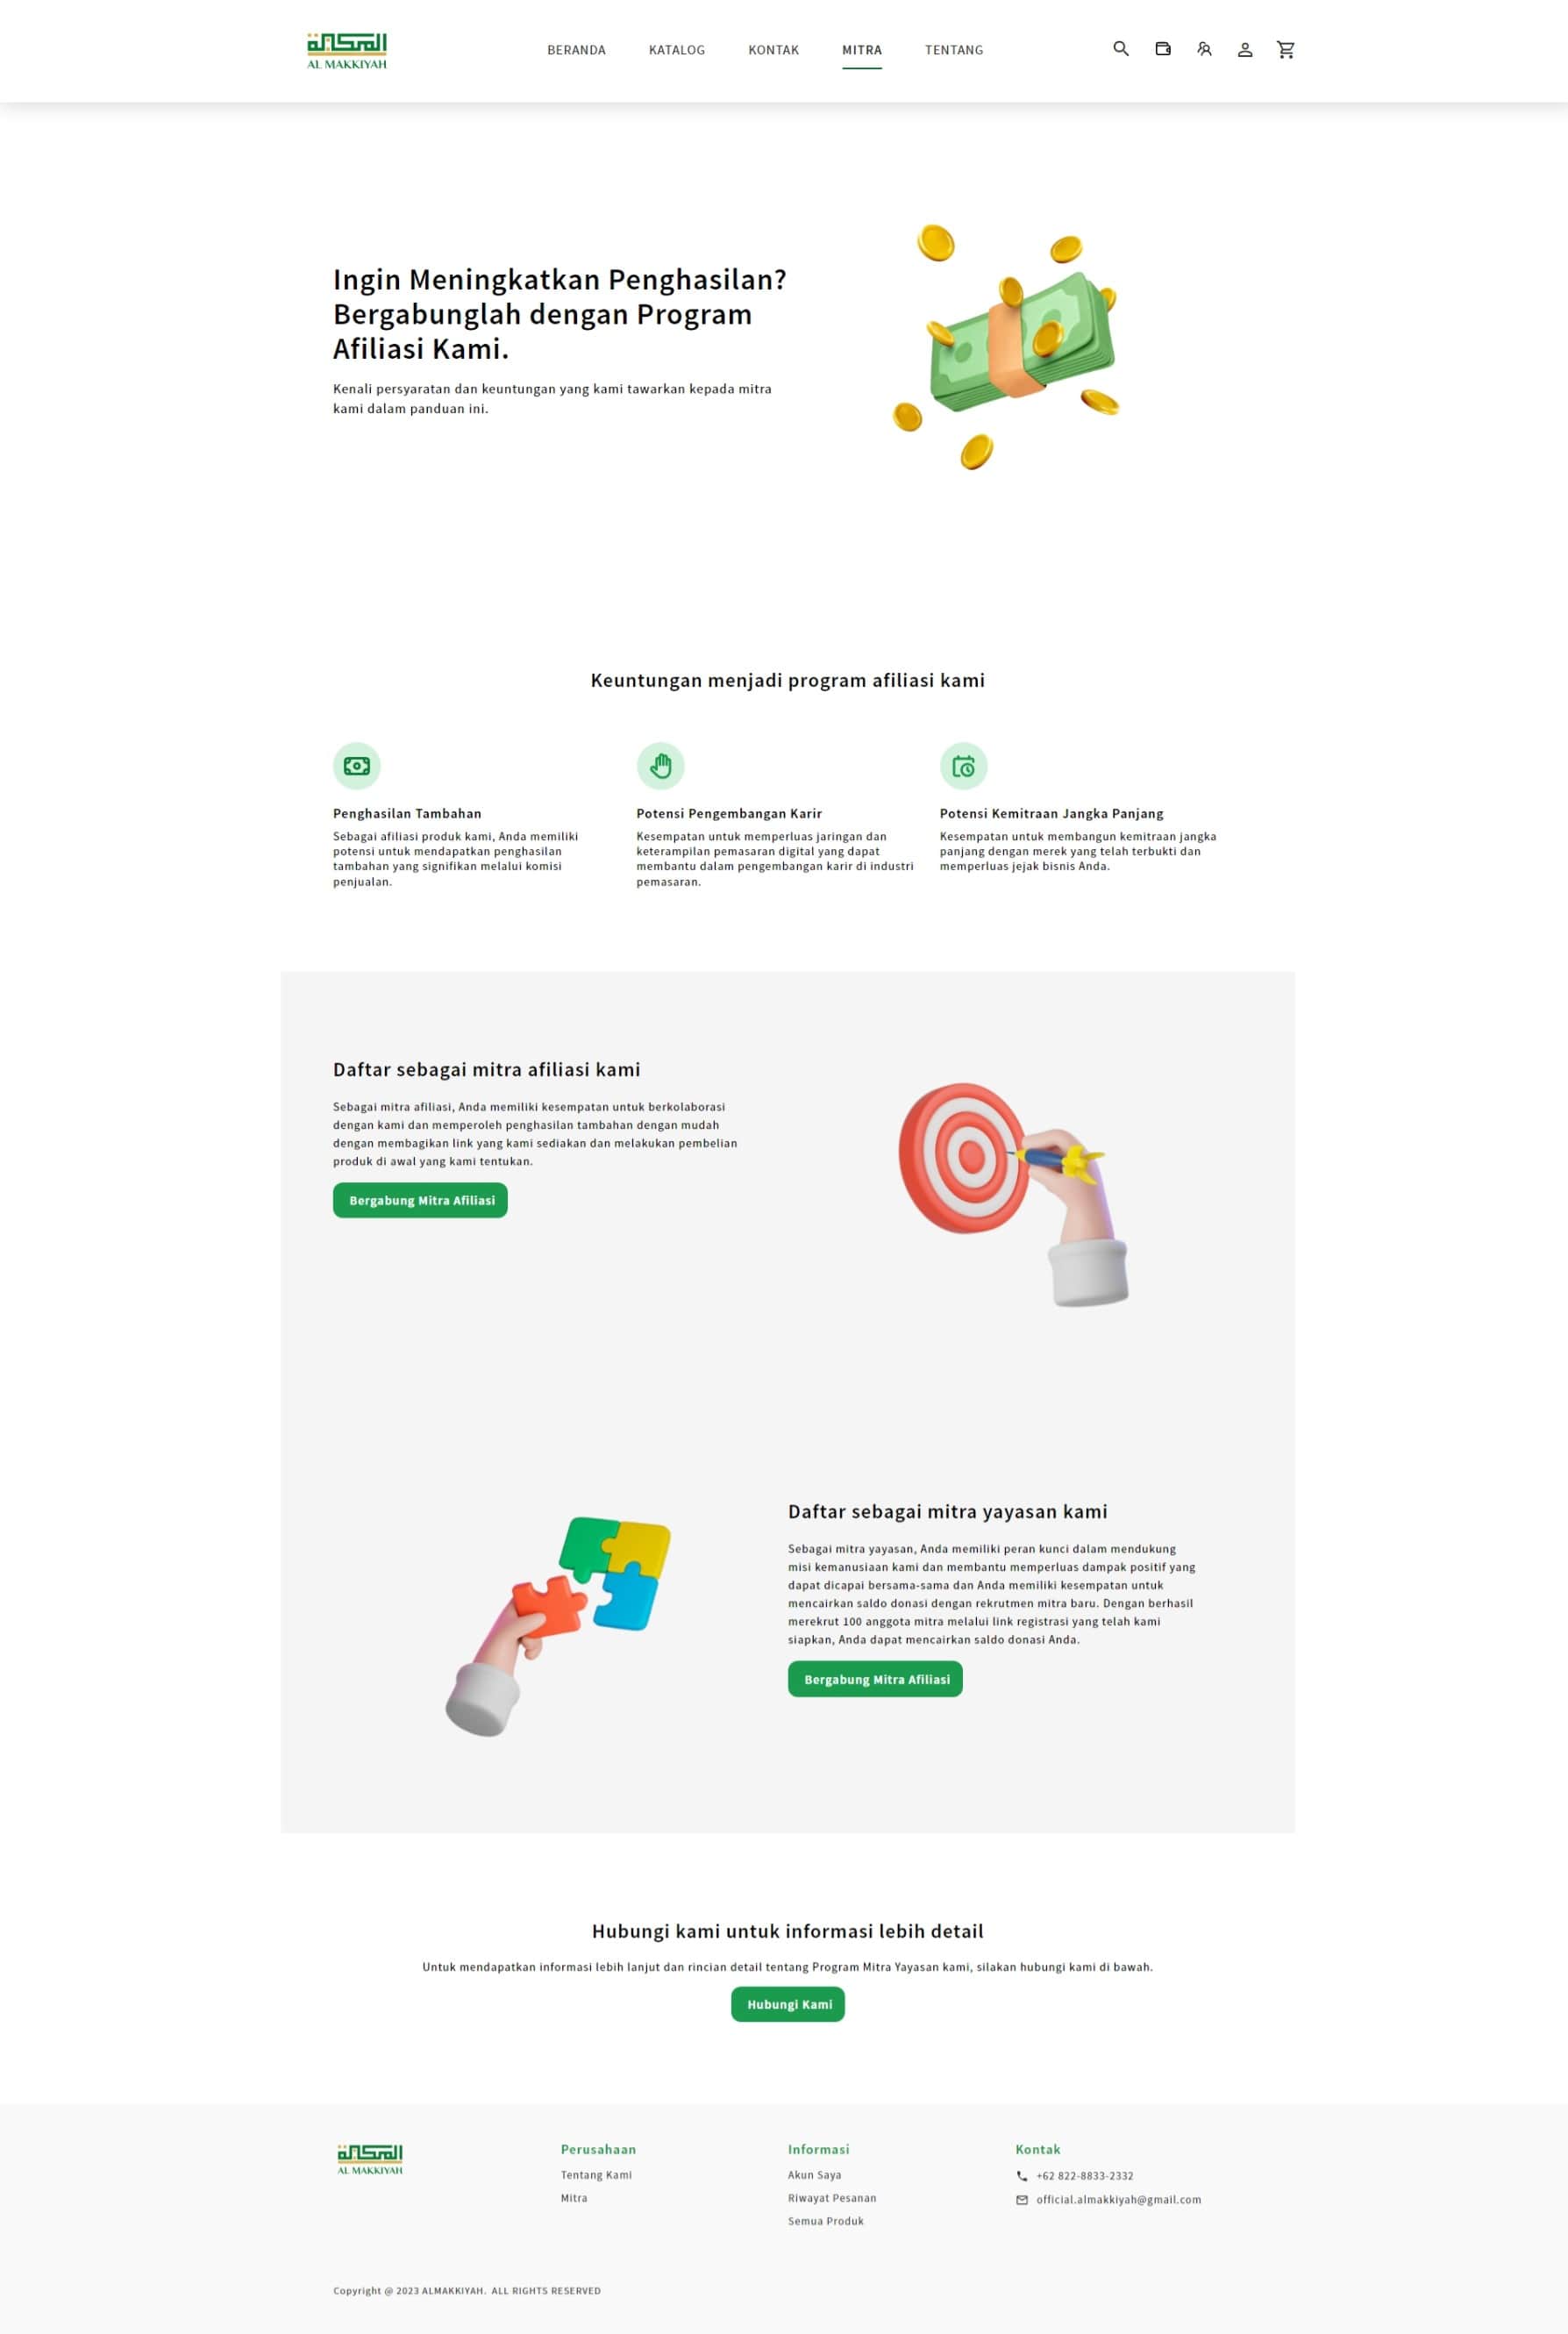 المكية
AL MAKKIYAH
BERANDA
KATALOG
KONTAK
MITRA
TENTANG
Ingin Meningkatkan Penghasilan?
Bergabunglah dengan Program
Afiliasi Kami.
Kenali persyaratan dan keuntungan yang kami tawarkan kepada mitra
kami dalam panduan ini.
Keuntungan menjadi program afiliasi kami
Penghasilan Tambahan
Sebagai afiliasi produk kami, Anda memiliki
potensi untuk mendapatkan penghasilan
tambahan yang signifikan melalui komisi
penjualan.
Potensi Pengembangan Karir
Kesempatan untuk memperluas jaringan dan
keterampilan pemasaran digital yang dapat
membantu dalam pengembangan karir di industri
pemasaran.
Potensi Kemitraan Jangka Panjang
Kesempatan untuk membangun kemitraan jangka
panjang dengan merek yang telah terbukti dan
memperluas jejak bisnis Anda.
Daftar sebagai mitra afiliasi kami
Sebagai mitra afiliasi, Anda memiliki kesempatan untuk berkolaborasi
dengan kami dan memperoleh penghasilan tambahan dengan mudah
dengan membagikan link yang kami sediakan dan melakukan pembelian
produk di awal yang kami tentukan.
Bergabung Mitra Afiliasi
Daftar sebagai mitra yayasan kami
Sebagai mitra yayasan, Anda memiliki peran kunci dalam mendukung
misi kemanusiaan kami dan membantu memperluas dampak positif yang
dapat dicapai bersama-sama dan Anda memiliki kesempatan untuk
mencairkan saldo donasi dengan rekrutmen mitra baru. Dengan berhasil
merekrut 100 anggota mitra melalui link registrasi yang telah kami
siapkan, Anda dapat mencairkan saldo donasi Anda.
Bergabung Mitra Afiliasi
Hubungi kami untuk informasi lebih detail
Untuk mendapatkan informasi lebih lanjut dan rincian detail tentang Program Mitra Yayasan kami, silakan hubungi kami di bawah.
Hubungi Kami
المكية
AL MAKKIYAH
Perusahaan
Tentang Kami
Mitra
Informasi
Akun Saya
Riwayat Pesanan
Semua Produk
Kontak
+62 822-8833-2332
official.almakkiyah@gmail.com
Copyright @ 2023 ALMAKKIYAH. ALL RIGHTS RESERVED